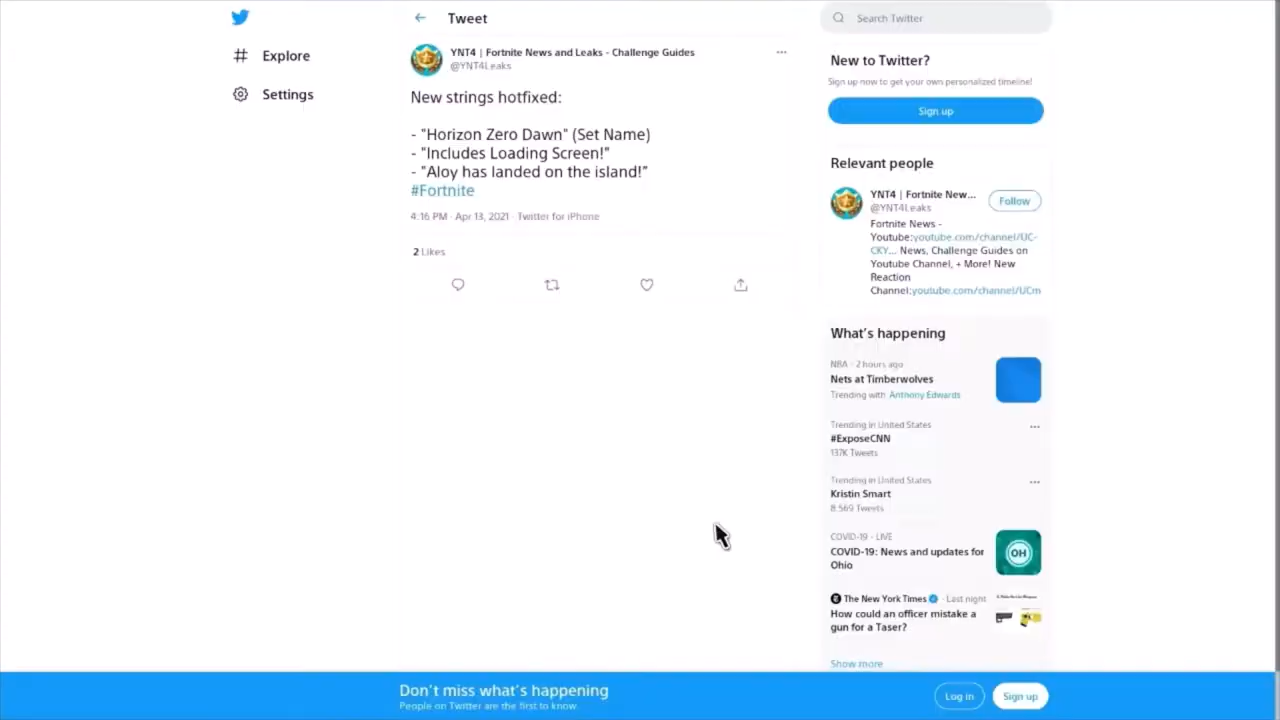 Explore
Settings
Tweet
YNT4 | Fortnite News and Leaks - Challenge Guides
@YNT4Leaks
New strings hotfixed:
- "Horizon Zero Dawn" (Set Name)
- "Includes Loading Screen!"
- "Aloy has landed on the island!"
#Fortnite
4:16 PM · Apr 13, 2021 · Twitter for iPhone
2 Likes
Search Twitter
New to Twitter?
Sign up now to get your own personalized timeline!
Sign up
Relevant people
YNT4 | Fortnite New...
@YNT4Leaks
Follow
Fortnite News -
Youtube:youtube.com/channel/UC-
CKY... News, Challenge Guides on
Youtube Channel, + More! New
Reaction
Channel:youtube.com/channel/UCm
What's happening
NBA · 2 hours ago
Nets at Timberwolves
Trending with Anthony Edwards
Trending in United States
#ExposeCNN
137K Tweets
Trending in United States
Kristin Smart
8,569 Tweets
COVID-19 · LIVE
COVID-19: News and updates for
Ohio
OH
The New York Times · Last night
How could an officer mistake a
gun for a Taser?
Show more
Don't miss what's happening
People on Twitter are the first to know.
Log in
Sign up